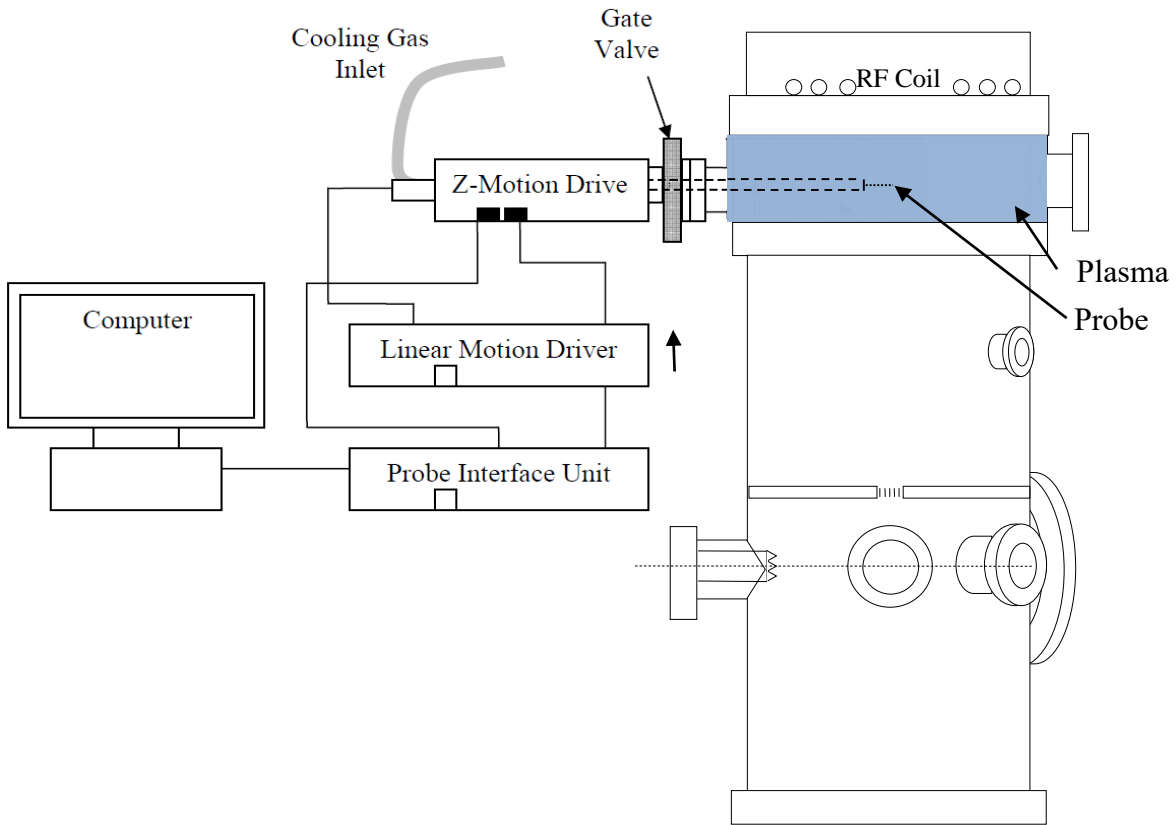 Cooling Gas
Inlet
Gate
Valve
RF Coil
Z-Motion Drive
Plasma
Probe
Computer
Linear Motion Driver
Probe Interface Unit